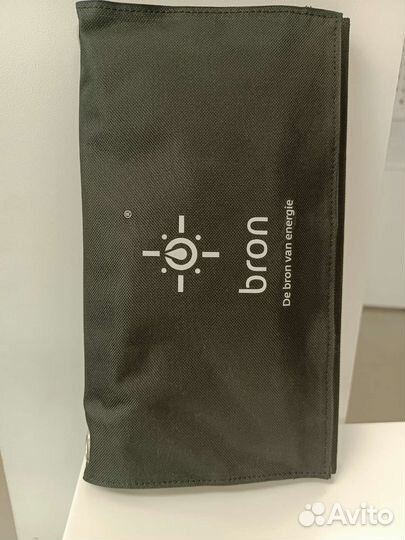 ®
bron
De bron van energie
Avito